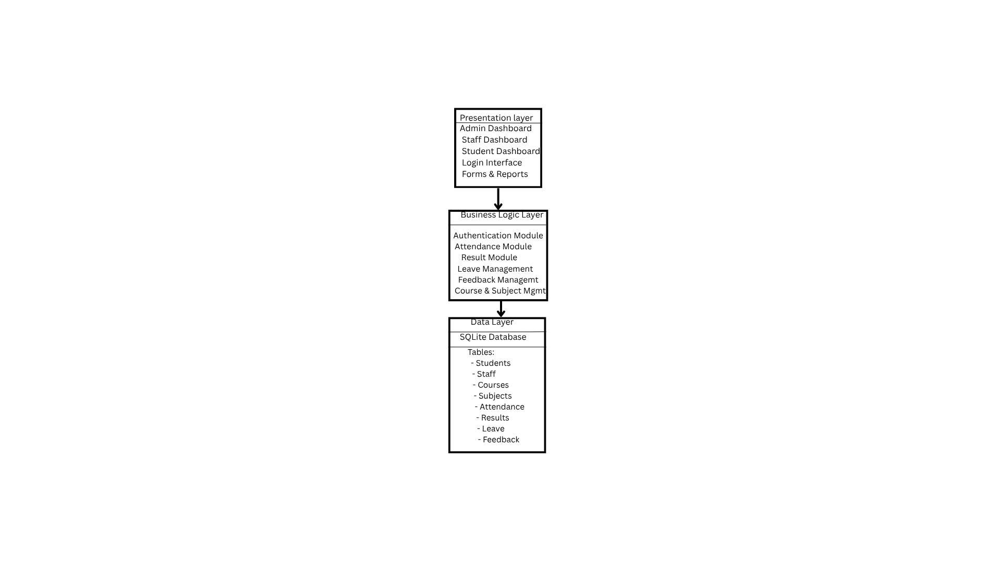 Presentation layer
Admin Dashboard
Staff Dashboard
Student Dashboard
Login Interface
Forms & Reports
Business Logic Layer
Authentication Module
Attendance Module
Result Module
Leave Management
Feedback Managemt
Course & Subject Mgmt
Data Layer
SQLite Database
Tables:
- Students
- Staff
- Courses
- Subjects
- Attendance
- Results
- Leave
- Feedback